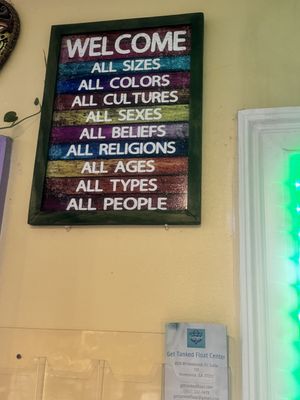 WELCOME
ALL SIZES
ALL COLORS
ALL CULTURES
ALL SEXES
ALL BELIEFS
ALL RELIGIONS
ALL AGES
ALL TYPES
ALL PEOPLE
Get Tanked Float Center